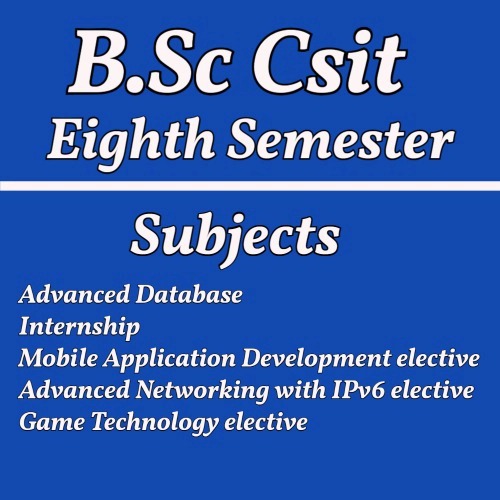 B.Sc Csit
Eighth Semester
Subjects
Advanced Database
Internship
Mobile Application Development elective
Advanced Networking with IPv6 elective
Game Technology elective